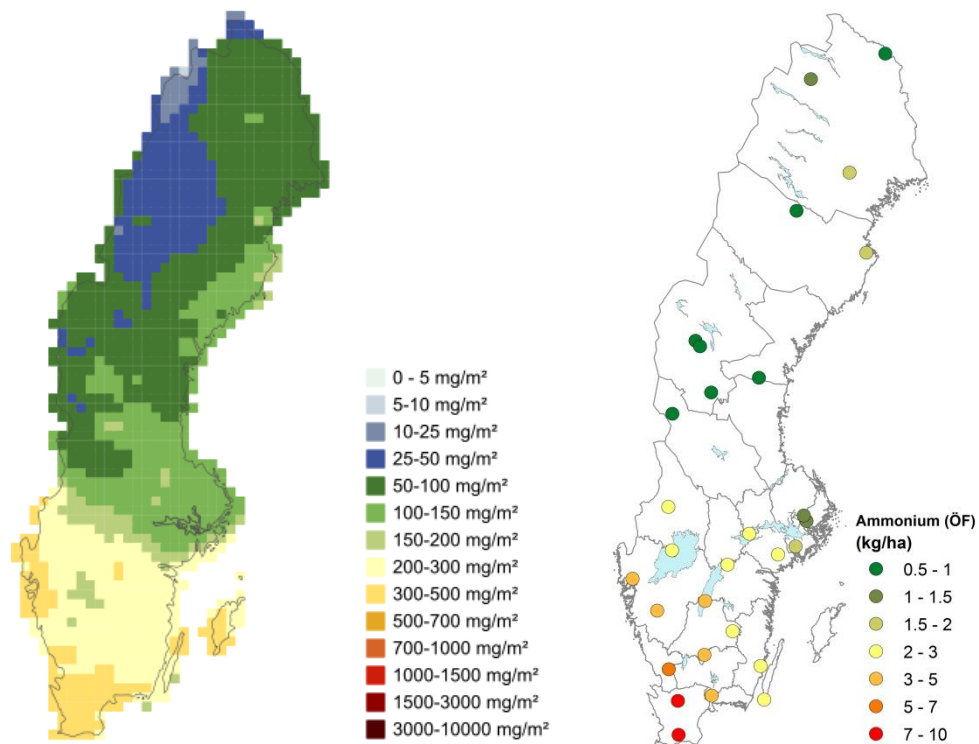 0 - 5 mg/m²
5-10 mg/m²
10-25 mg/m²
25-50 mg/m²
50-100 mg/m²
100-150 mg/m²
150-200 mg/m²
200-300 mg/m²
300-500 mg/m²
500-700 mg/m²
700-1000 mg/m²
1000-1500 mg/m²
1500-3000 mg/m²
3000-10000 mg/m²
Ammonium (ÖF)
(kg/ha)
0.5 - 1
1 - 1.5
1.5 - 2
2 - 3
3 - 5
5 - 7
7 - 10